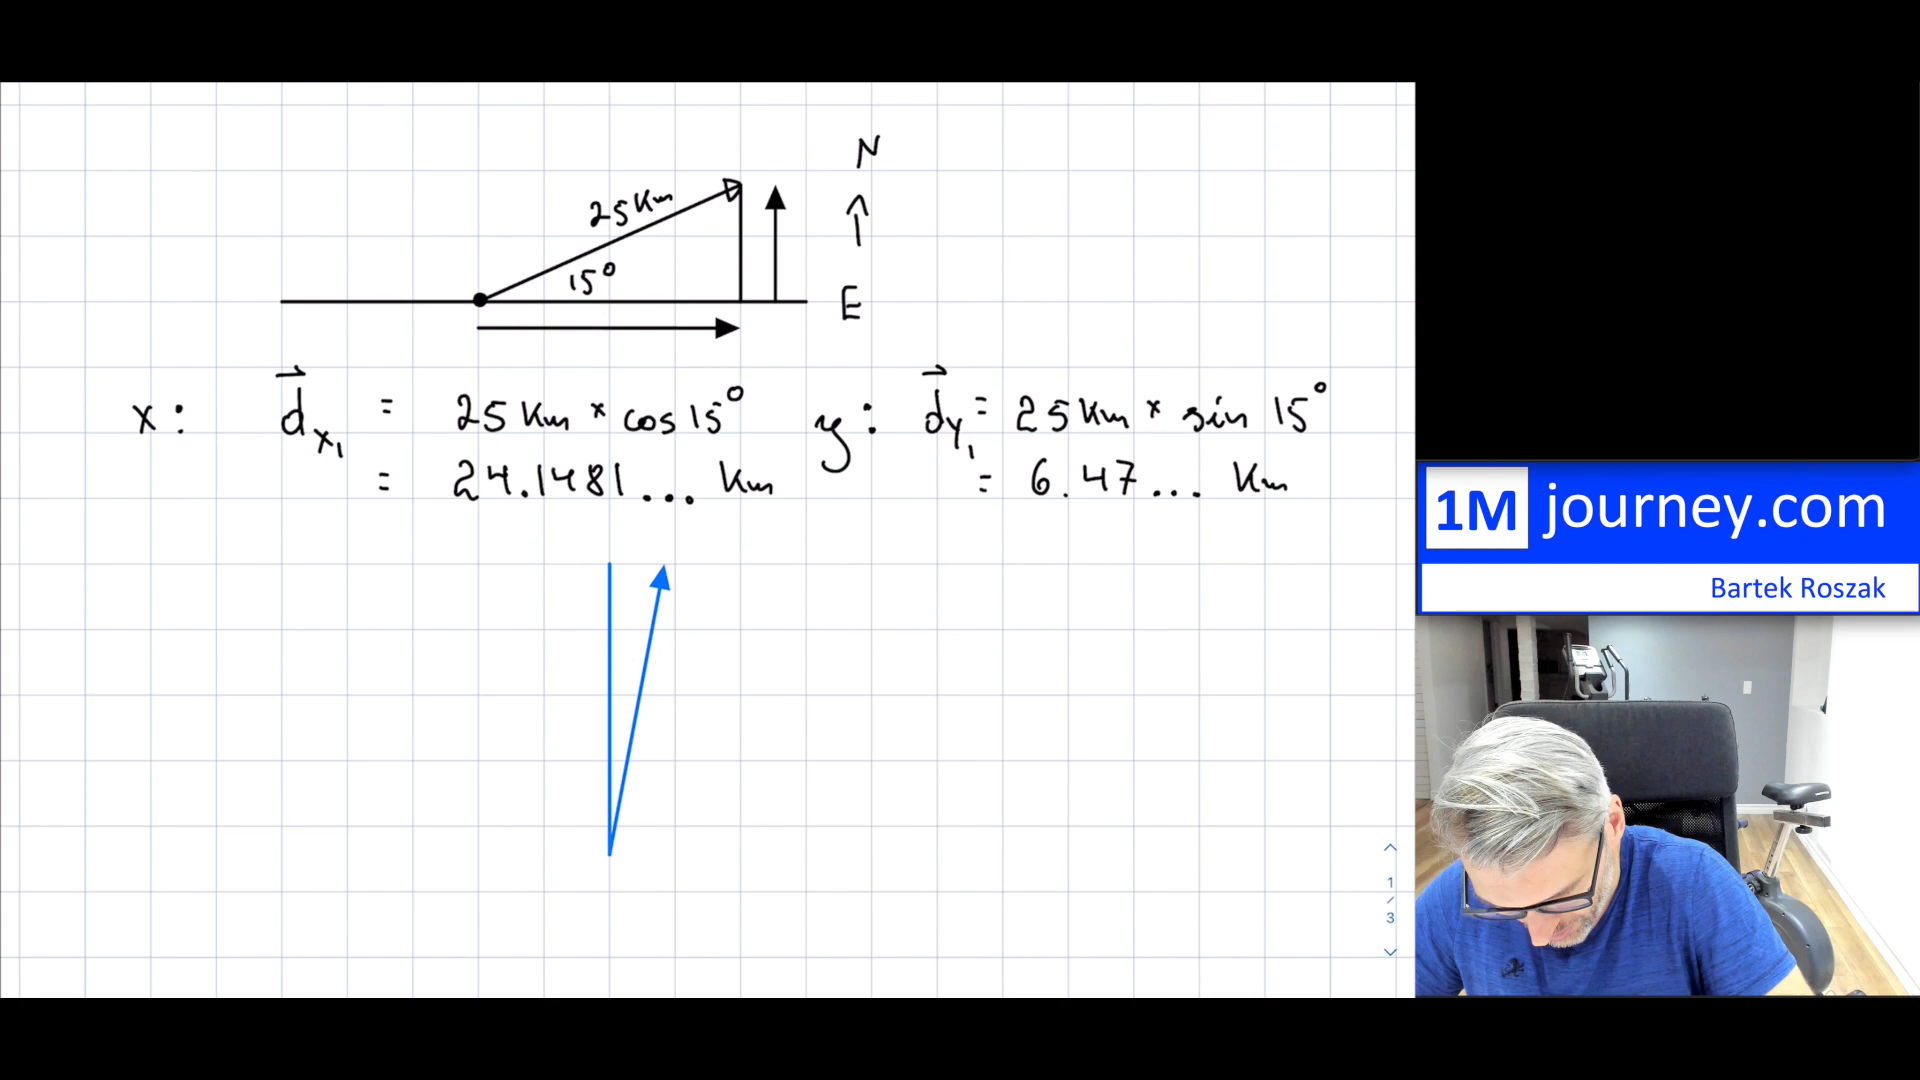 N
25 Km
15°
E
x: d⃗x₁ = 25 Km * cos 15° y: d⃗y₁ = 25 Km * sin 15°
= 24.1481... Km = 6.47... Km
1M journey.com
Bartek Roszak
1
/
3